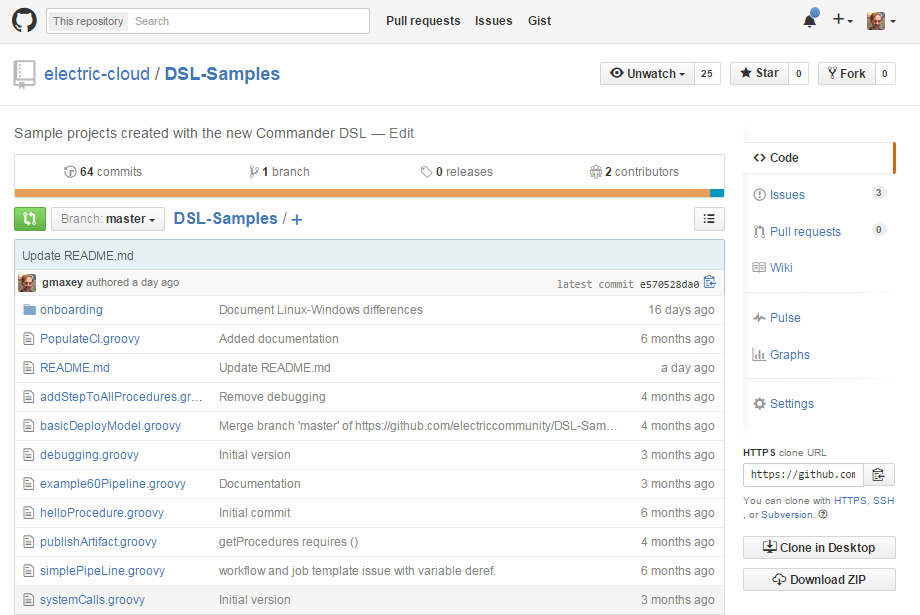 This repository Search Pull requests Issues Gist
electric-cloud / DSL-Samples
Unwatch 25 Star 0 Fork 0
Sample projects created with the new Commander DSL — Edit
64 commits 1 branch 0 releases 2 contributors
Branch: master DSL-Samples / +
Update README.md
gmaxey authored a day ago latest commit e570528da0
onboarding Document Linux-Windows differences 16 days ago
PopulateCI.groovy Added documentation 6 months ago
README.md Update README.md a day ago
addStepToAllProcedures.gr… Remove debugging 4 months ago
basicDeployModel.groovy Merge branch 'master' of https://github.com/electriccommunity/DSL-Sam… 4 months ago
debugging.groovy Initial version 3 months ago
example60Pipeline.groovy Documentation 3 months ago
helloProcedure.groovy Initial commit 6 months ago
publishArtifact.groovy getProcedures requires () 4 months ago
simplePipeLine.groovy workflow and job template issue with variable deref. 6 months ago
systemCalls.groovy Initial version 3 months ago
Code
Issues 3
Pull requests 0
Wiki
Pulse
Graphs
Settings
HTTPS clone URL
https://github.com
You can clone with HTTPS, SSH
, or Subversion.
Clone in Desktop
Download ZIP